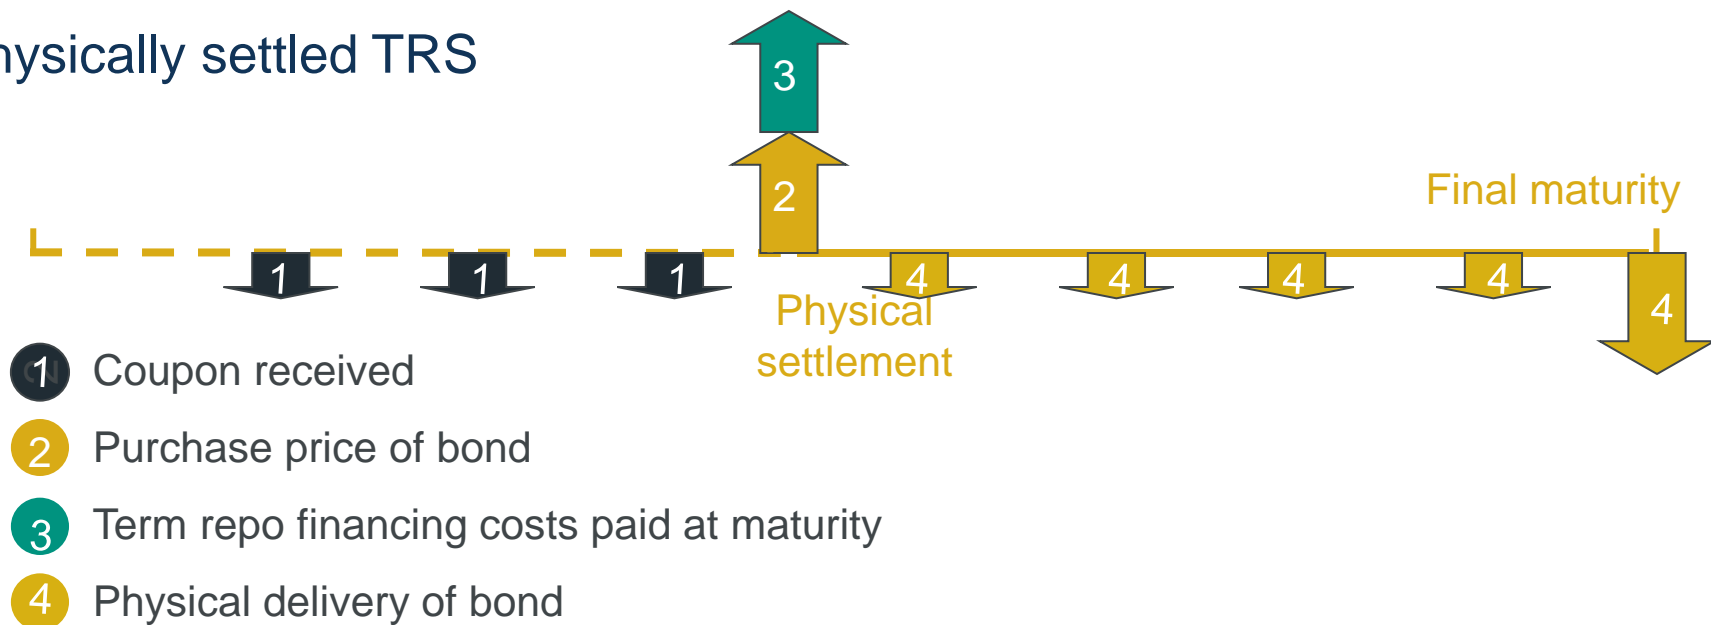 hysically settled TRS
3
2
Final maturity
1 1 1 4 4 4 4 4
Physical
settlement
1 Coupon received
2 Purchase price of bond
3 Term repo financing costs paid at maturity
4 Physical delivery of bond